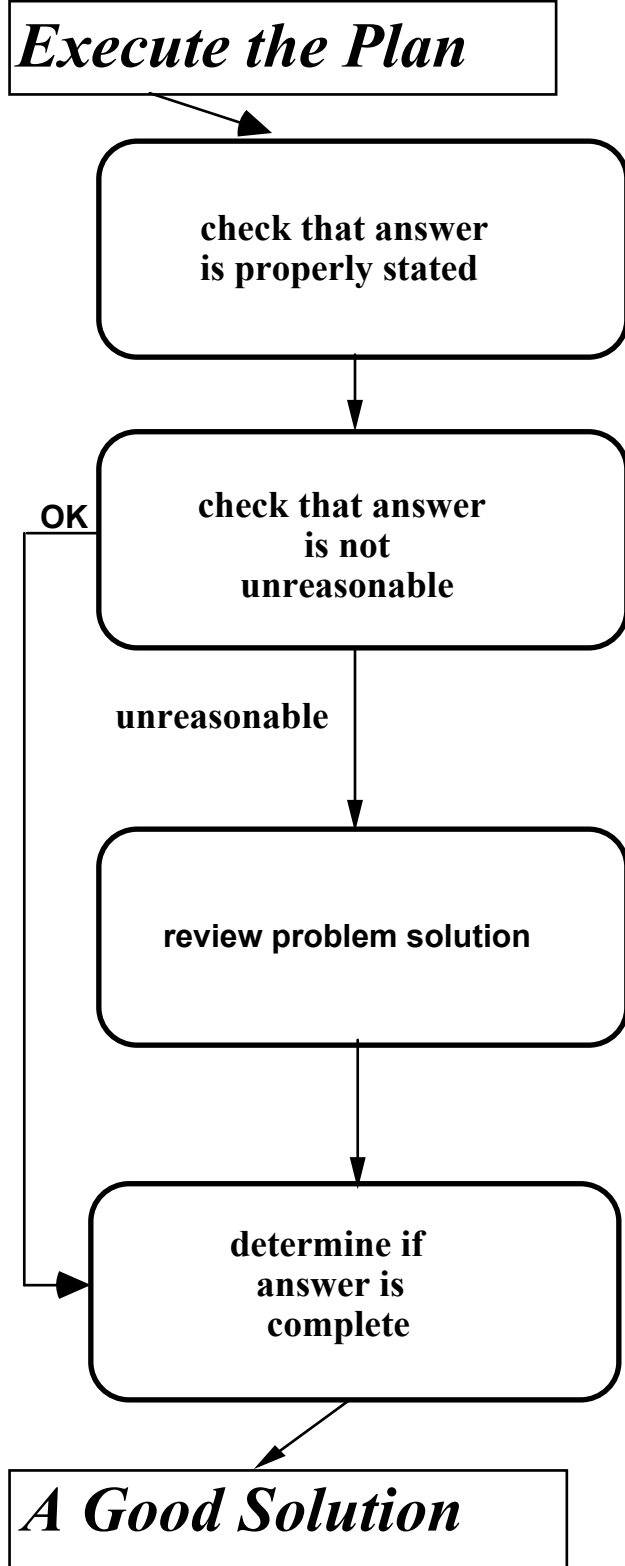 Execute the Plan
check that answer
is properly stated
OK
check that answer
is not
unreasonable
unreasonable
review problem solution
determine if
answer is
complete
A Good Solution